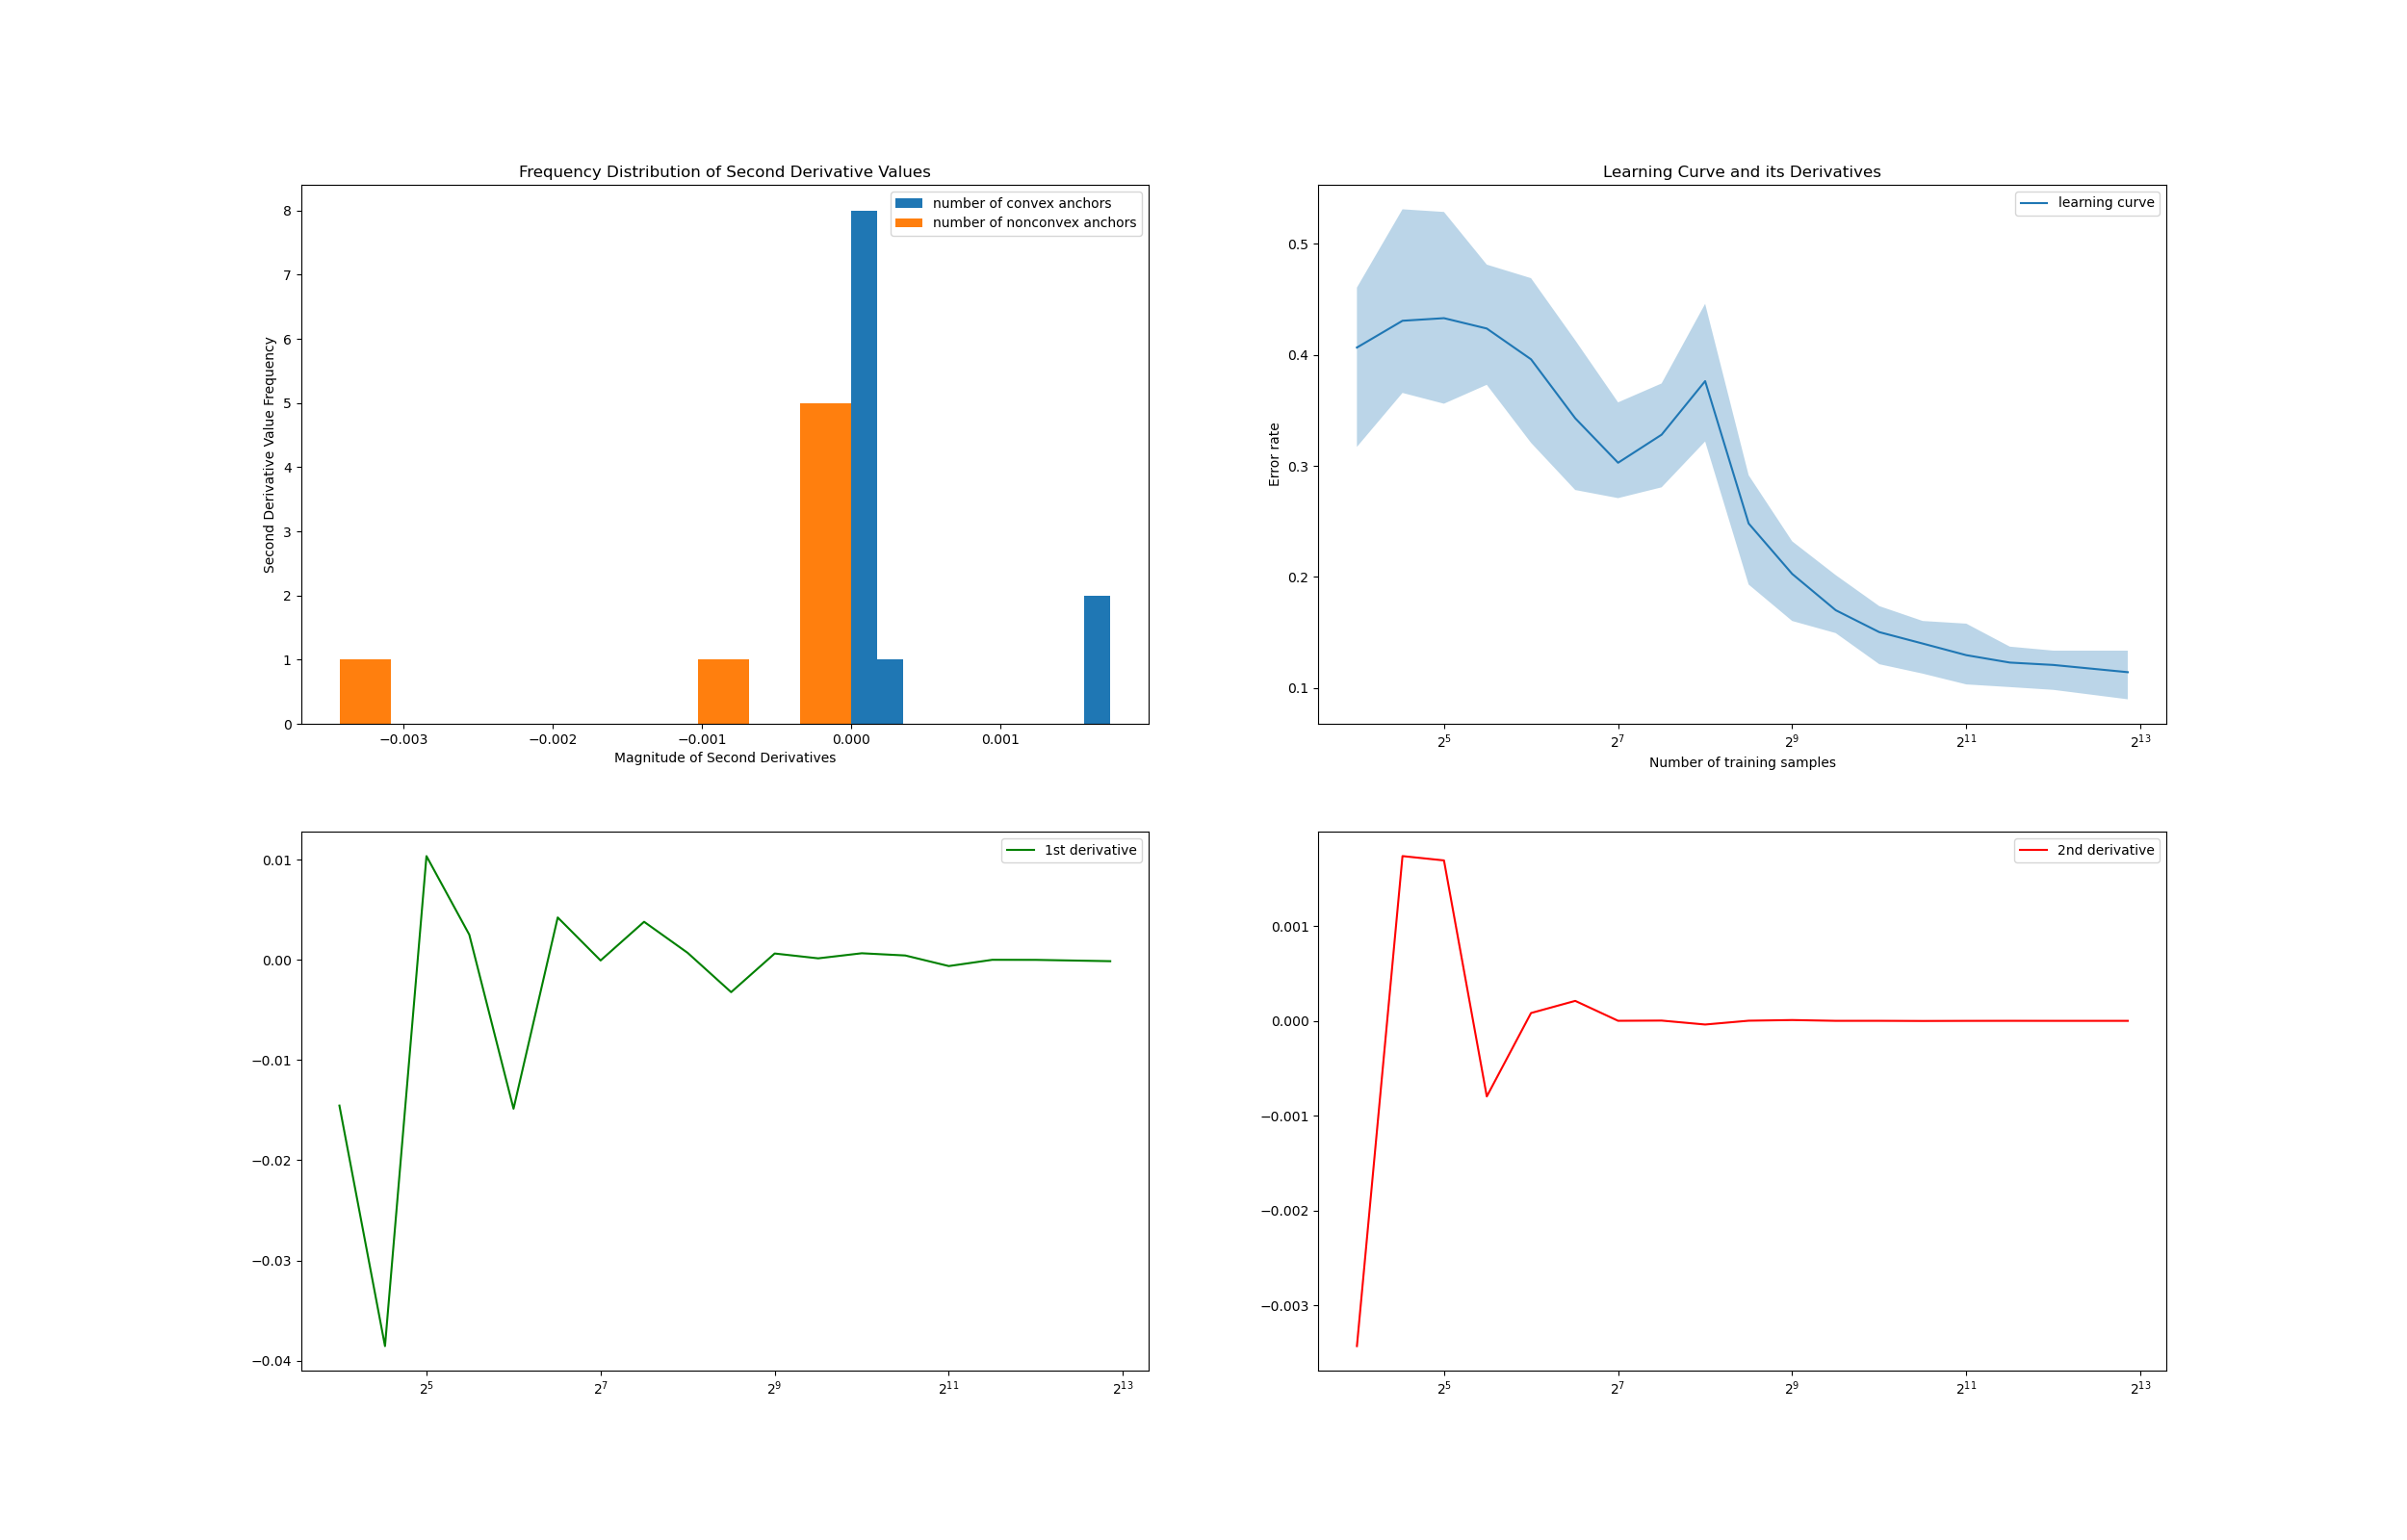 Frequency Distribution of Second Derivative Values
number of convex anchors
number of nonconvex anchors
Second Derivative Value Frequency
8
7
6
5
4
3
2
1
0
−0.003 −0.002 −0.001 0.000 0.001
Magnitude of Second Derivatives
Learning Curve and its Derivatives
learning curve
Error rate
0.5
0.4
0.3
0.2
0.1
2^5 2^7 2^9 2^11 2^13
Number of training samples
1st derivative
0.01
0.00
−0.01
−0.02
−0.03
−0.04
2^5 2^7 2^9 2^11 2^13
2nd derivative
0.001
0.000
−0.001
−0.002
−0.003
2^5 2^7 2^9 2^11 2^13